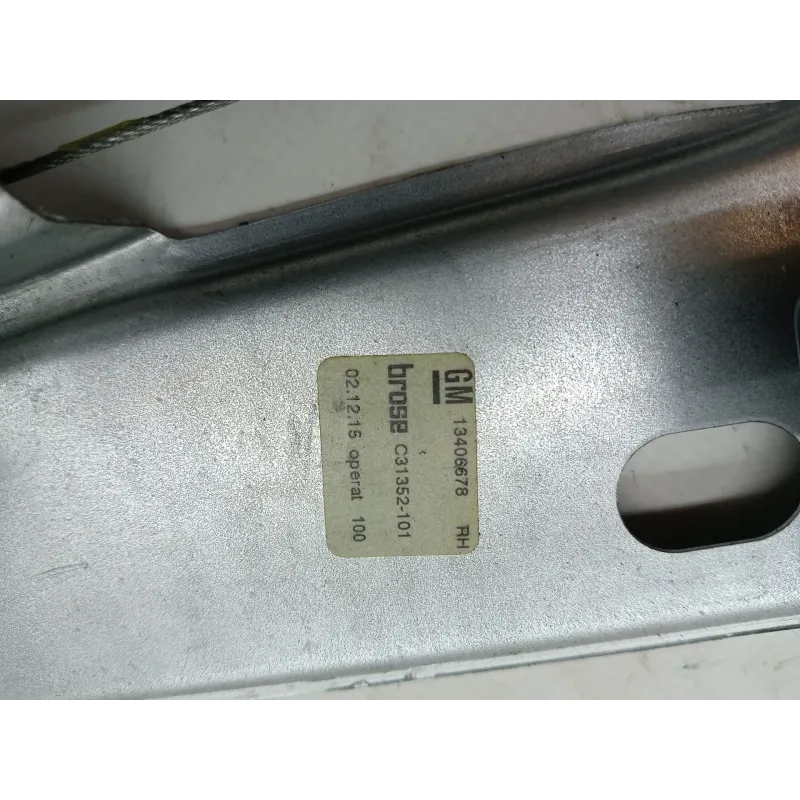 GM 13406678 RH
brose C31352-101
02.12.15 operat 100